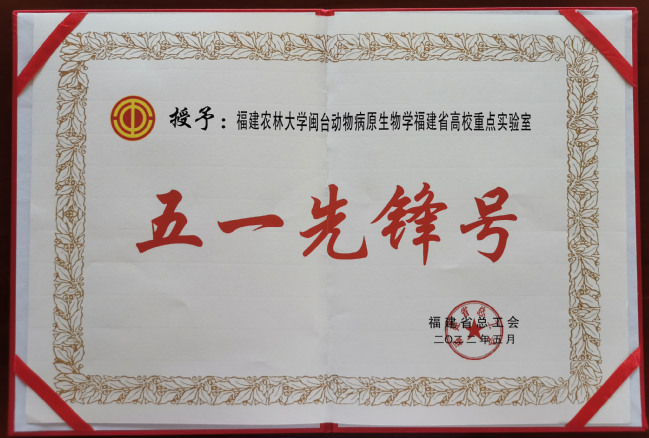 授予：福建农林大学闽台动物病原生物学福建省高校重点实验室
五一先锋号
福建省总工会
二〇二二年五月